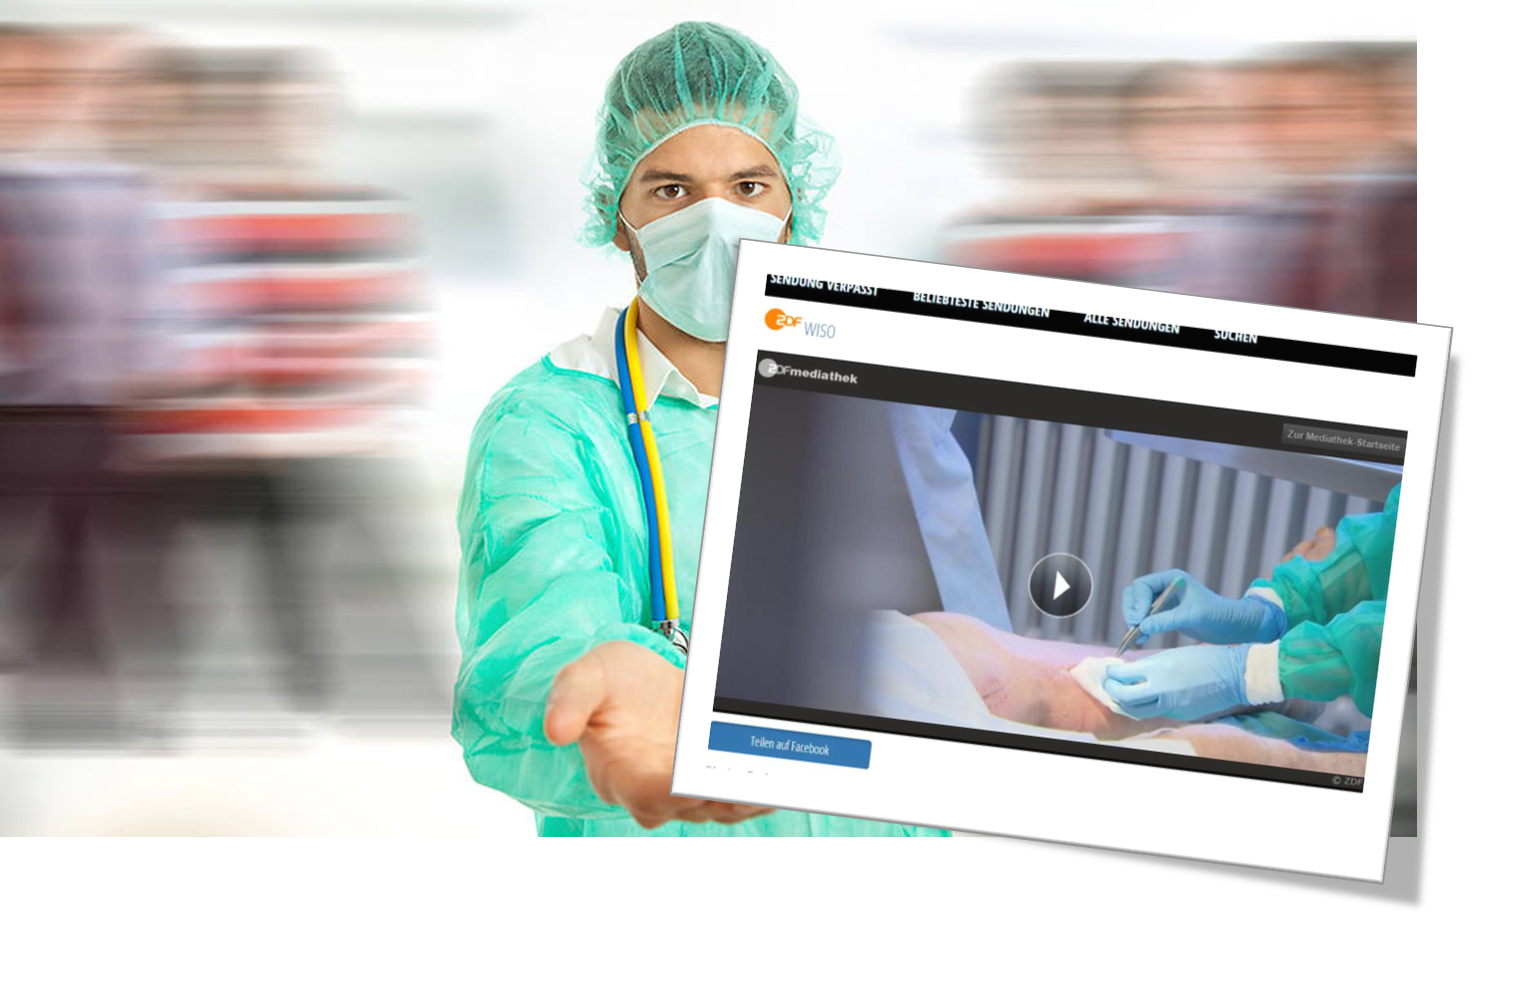 SENDUNG VERPASST BELIEBTESTE SENDUNGEN ALLE SENDUNGEN SUCHEN
ZDF WISO
ZDFmediathek
Zur Mediathek-Startseite
Teilen auf Facebook
© ZDF